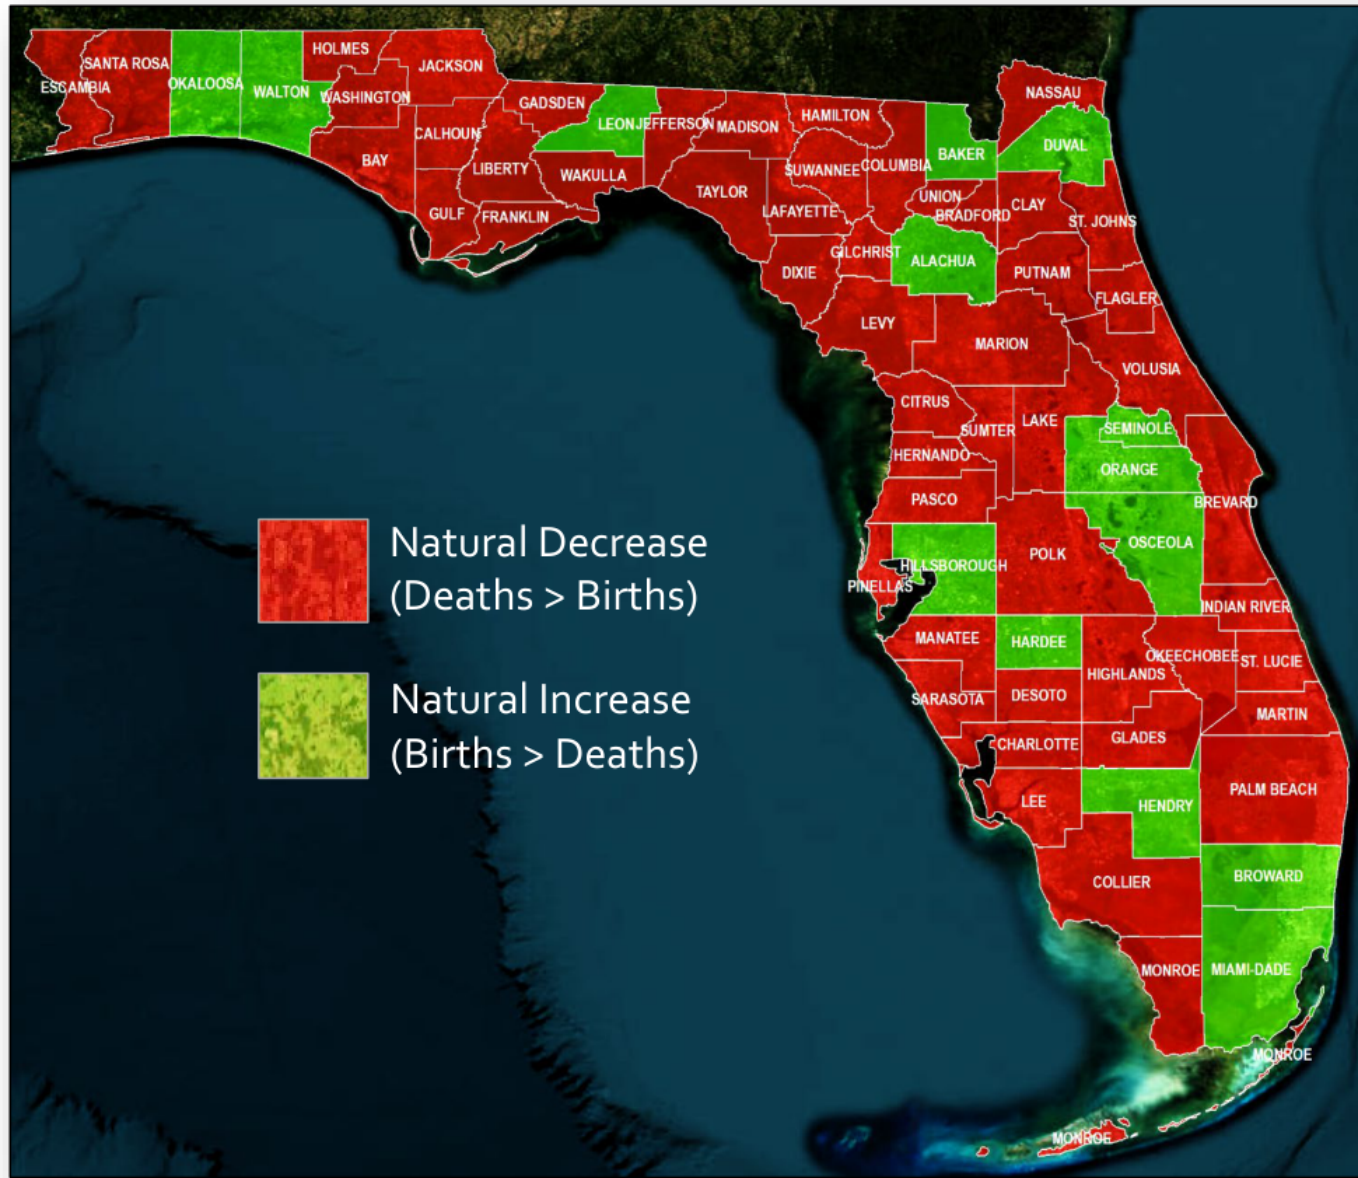 HOLMES
SANTA ROSA
JACKSON
ESCAMBIA
OKALOOSA
WALTON
WASHINGTON
GADSDEN
LEON
JEFFERSON
MADISON
HAMILTON
NASSAU
CALHOUN
BAY
LIBERTY
WAKULLA
SUWANNEE
COLUMBIA
BAKER
DUVAL
GULF
FRANKLIN
TAYLOR
LAFAYETTE
UNION
BRADFORD
CLAY
ST. JOHNS
DIXIE
GILCHRIST
ALACHUA
PUTNAM
FLAGLER
LEVY
MARION
VOLUSIA
CITRUS
SUMTER
LAKE
SEMINOLE
HERNANDO
ORANGE
PASCO
BREVARD
Natural Decrease
(Deaths > Births)
HILLSBOROUGH
POLK
OSCEOLA
PINELLAS
INDIAN RIVER
MANATEE
HARDEE
OKEECHOBEE
ST. LUCIE
HIGHLANDS
SARASOTA
DESOTO
MARTIN
Natural Increase
(Births > Deaths)
CHARLOTTE
GLADES
LEE
HENDRY
PALM BEACH
COLLIER
BROWARD
MONROE
MIAMI-DADE
MONROE
MONROE